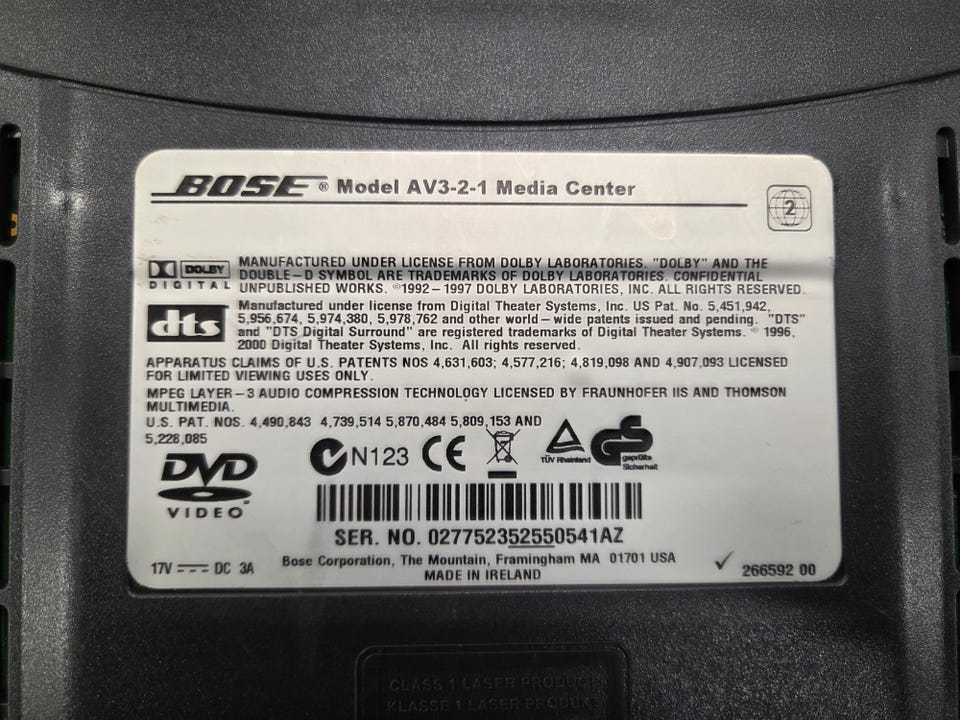 BOSE ® Model AV3-2-1 Media Center
2
DOLBY
DIGITAL
MANUFACTURED UNDER LICENSE FROM DOLBY LABORATORIES. "DOLBY" AND THE
DOUBLE-D SYMBOL ARE TRADEMARKS OF DOLBY LABORATORIES. CONFIDENTIAL
UNPUBLISHED WORKS. ©1992-1997 DOLBY LABORATORIES, INC. ALL RIGHTS RESERVED.
dts
Manufactured under license from Digital Theater Systems, Inc. US Pat. No. 5,451,942,
5,956,674, 5,974,380, 5,978,762 and other world-wide patents issued and pending. "DTS"
and "DTS Digital Surround" are registered trademarks of Digital Theater Systems. © 1996,
2000 Digital Theater Systems, Inc. All rights reserved.
APPARATUS CLAIMS OF U.S. PATENTS NOS 4,631,603; 4,577,216; 4,819,098 AND 4,907,093 LICENSED
FOR LIMITED VIEWING USES ONLY.
MPEG LAYER-3 AUDIO COMPRESSION TECHNOLOGY LICENSED BY FRAUNHOFER IIS AND THOMSON
MULTIMEDIA.
U.S. PAT. NOS. 4,490,843 4,739,514 5,870,484 5,809,153 AND
5,228,085
DVD
VIDEO
N123
CE
TÜV Rheinland
GS
geprüfte
Sicherheit
SER. NO. 027752352550541AZ
17V DC 3A
Bose Corporation, The Mountain, Framingham MA 01701 USA
MADE IN IRELAND
266592 00
CLASS 1 LASER PRODUCT
KLASSE 1 LASER PRODUKT